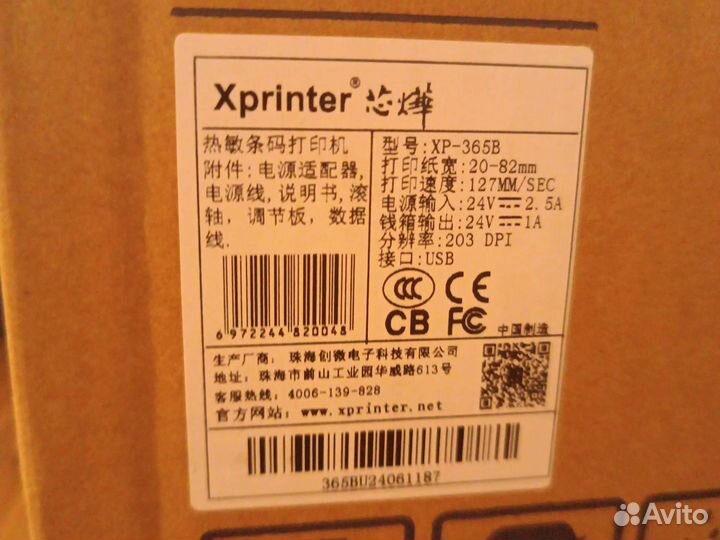 Xprinter® 芯烨
热敏条码打印机
附件: 电源适配器,
电源线, 说明书, 滚
轴, 调节板, 数据
线.
6 972244 820048
型号: XP-365B
打印纸宽: 20-82mm
打印速度: 127MM/SEC
电源输入: 24V 2.5A
钱箱输出: 24V 1A
分辨率: 203 DPI
接口: USB
CCC CE
CB FC
中国制造
生产厂商: 珠海创微电子科技有限公司
地址: 珠海市前山工业园华威路613号
客服热线: 4006-139-828
官方网站: www.xprinter.net
365BU24061187
Avito